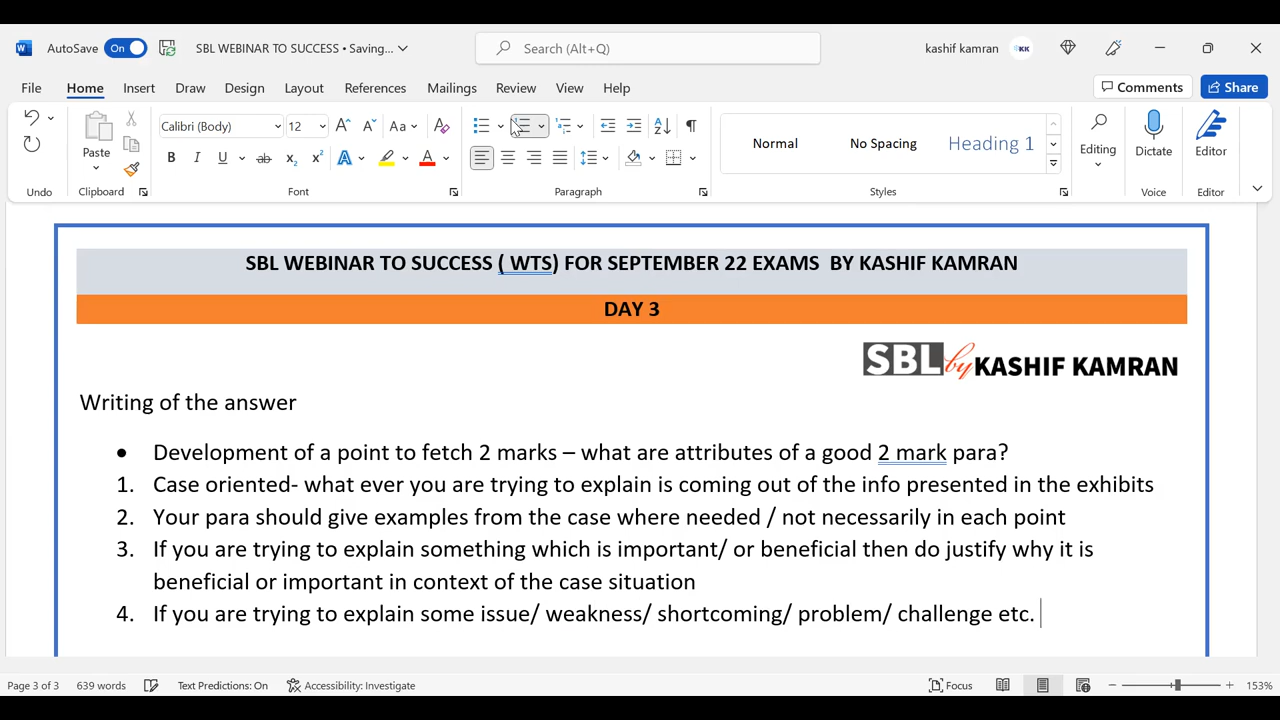 AutoSave On SBL WEBINAR TO SUCCESS • Saving... Search (Alt+Q) kashif kamran KK
File Home Insert Draw Design Layout References Mailings Review View Help Comments Share
Calibri (Body) 12 Aa
Paste Normal No Spacing Heading 1 Editing Dictate Editor
Undo Clipboard Font Paragraph Styles Voice Editor
SBL WEBINAR TO SUCCESS ( WTS) FOR SEPTEMBER 22 EXAMS BY KASHIF KAMRAN
DAY 3
SBL by KASHIF KAMRAN
Writing of the answer
• Development of a point to fetch 2 marks – what are attributes of a good 2 mark para?
1. Case oriented- what ever you are trying to explain is coming out of the info presented in the exhibits
2. Your para should give examples from the case where needed / not necessarily in each point
3. If you are trying to explain something which is important/ or beneficial then do justify why it is
beneficial or important in context of the case situation
4. If you are trying to explain some issue/ weakness/ shortcoming/ problem/ challenge etc.
Page 3 of 3 639 words Text Predictions: On Accessibility: Investigate Focus 153%